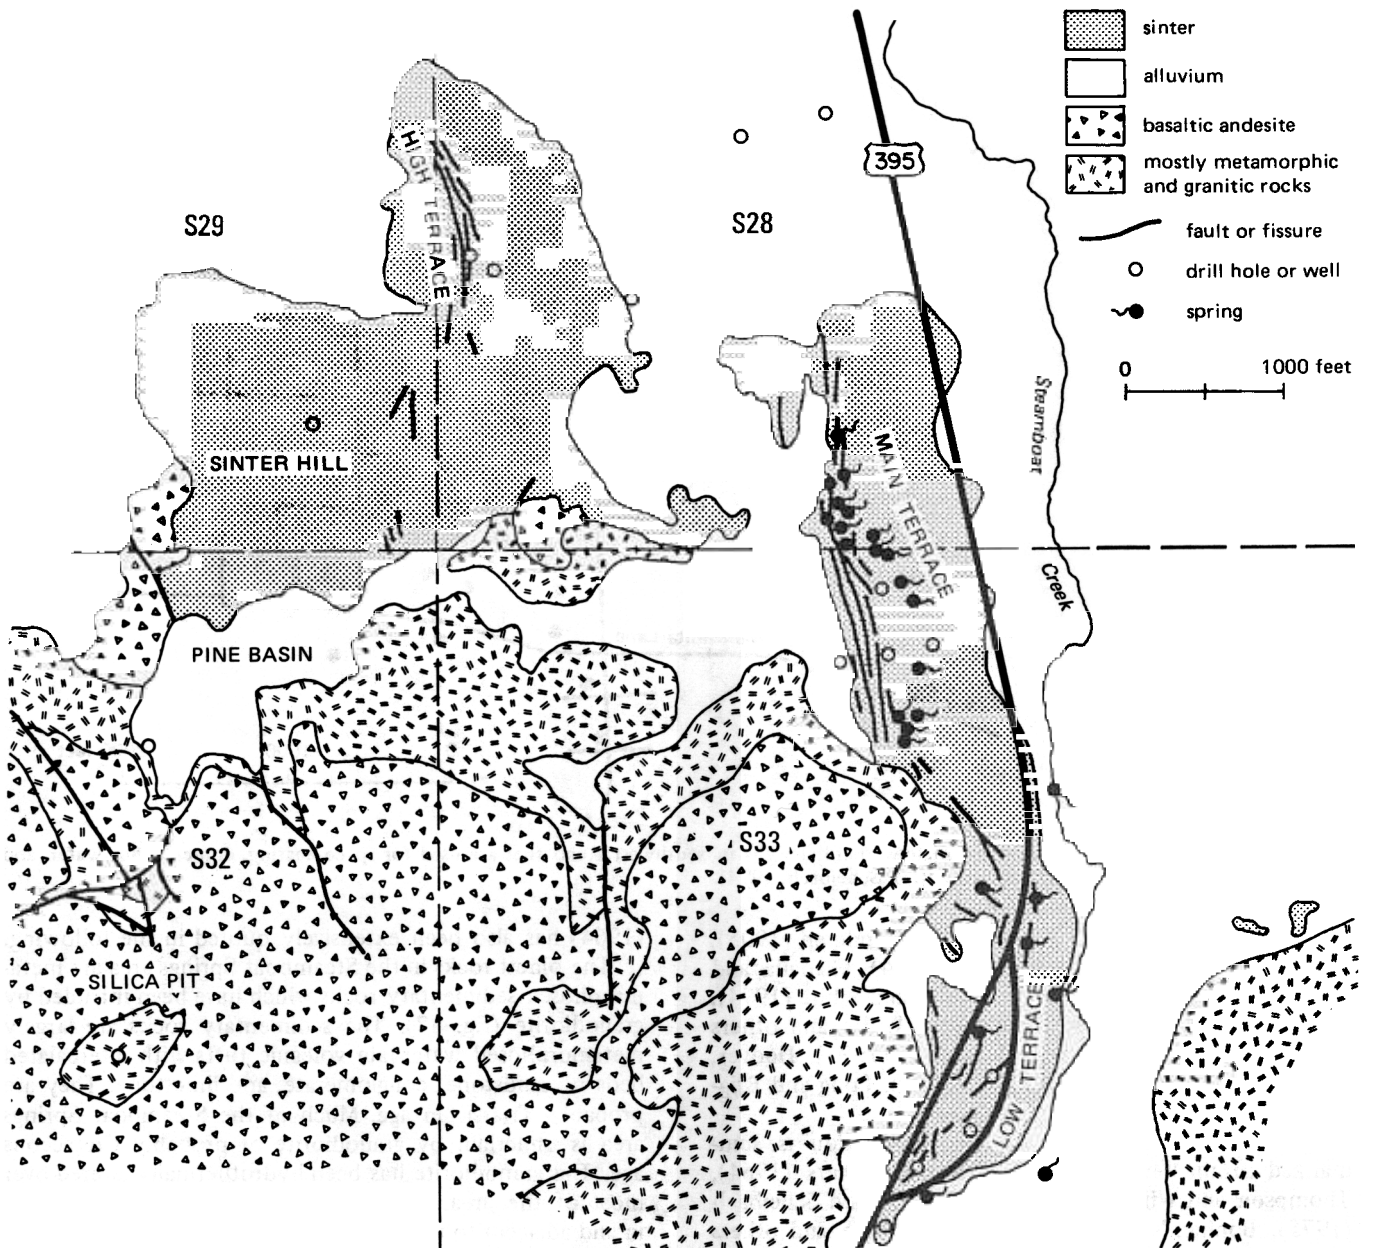 sinter
alluvium
basaltic andesite
mostly metamorphic
and granitic rocks
fault or fissure
drill hole or well
spring
0 1000 feet
395
HIGH TERRACE
S29
S28
Steamboat
Creek
MAIN TERRACE
SINTER HILL
PINE BASIN
S32
S33
SILICA PIT
LOW TERRACE